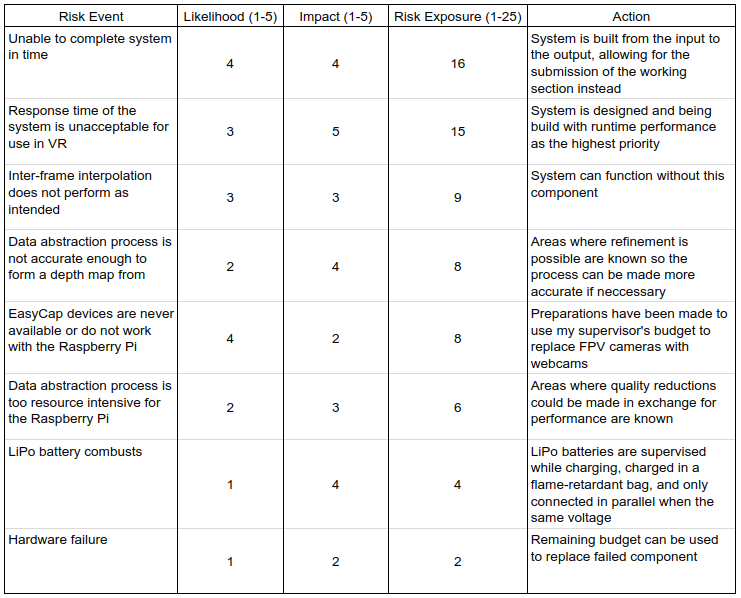 Risk Event Likelihood (1-5) Impact (1-5) Risk Exposure (1-25) Action
Unable to complete system
in time
4 4 16
System is built from the input to
the output, allowing for the
submission of the working
section instead
Response time of the
system is unacceptable for
use in VR
3 5 15
System is designed and being
build with runtime performance
as the highest priority
Inter-frame interpolation
does not perform as
intended
3 3 9
System can function without this
component
Data abstraction process is
not accurate enough to
form a depth map from
2 4 8
Areas where refinement is
possible are known so the
process can be made more
accurate if neccessary
EasyCap devices are never
available or do not work
with the Raspberry Pi
4 2 8
Preparations have been made to
use my supervisor's budget to
replace FPV cameras with
webcams
Data abstraction process is
too resource intensive for
the Raspberry Pi
2 3 6
Areas where quality reductions
could be made in exchange for
performance are known
LiPo battery combusts
1 4 4
LiPo batteries are supervised
while charging, charged in a
flame-retardant bag, and only
connected in parallel when the
same voltage
Hardware failure
1 2 2
Remaining budget can be used
to replace failed component